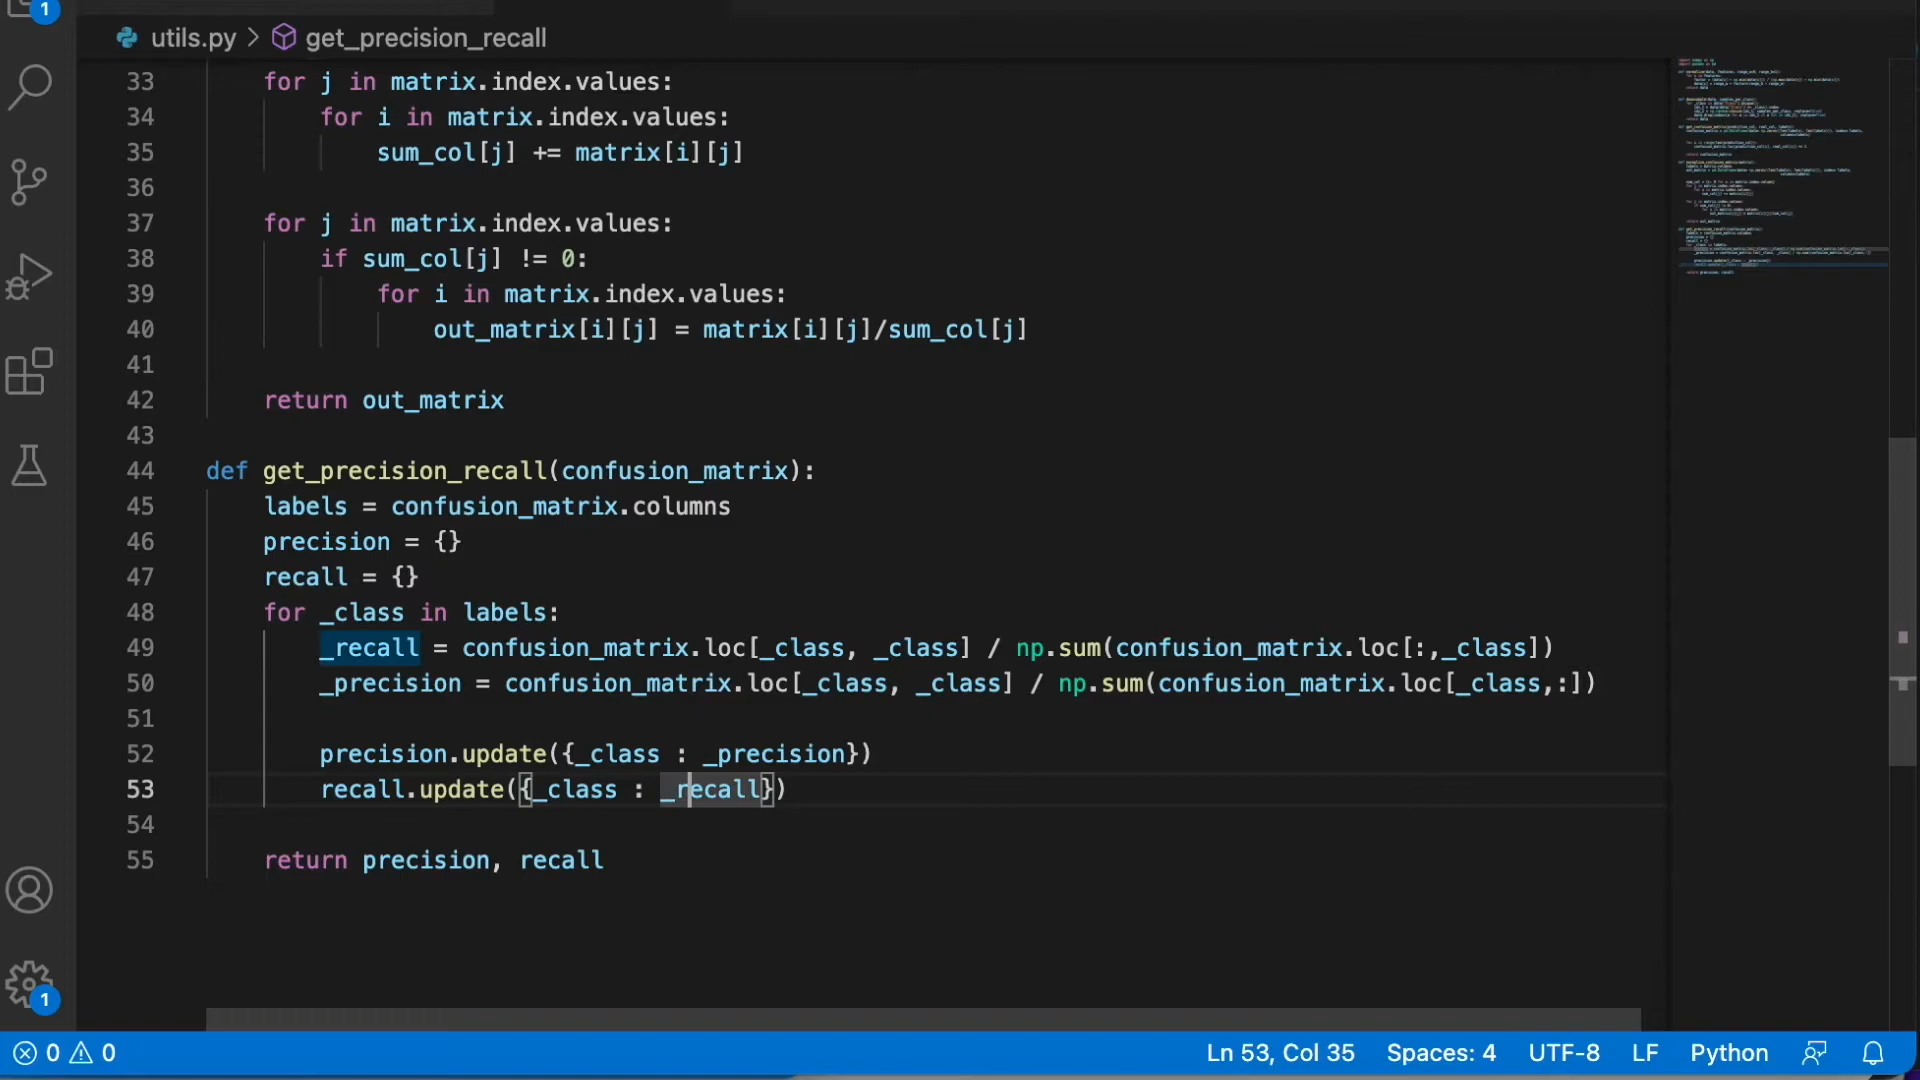 1
utils.py > get_precision_recall
33 for j in matrix.index.values:
34 for i in matrix.index.values:
35 sum_col[j] += matrix[i][j]
36
37 for j in matrix.index.values:
38 if sum_col[j] != 0:
39 for i in matrix.index.values:
40 out_matrix[i][j] = matrix[i][j]/sum_col[j]
41
42 return out_matrix
43
44 def get_precision_recall(confusion_matrix):
45 labels = confusion_matrix.columns
46 precision = {}
47 recall = {}
48 for _class in labels:
49 _recall = confusion_matrix.loc[_class, _class] / np.sum(confusion_matrix.loc[:,_class])
50 _precision = confusion_matrix.loc[_class, _class] / np.sum(confusion_matrix.loc[_class,:])
51
52 precision.update({_class : _precision})
53 recall.update({_class : _recall})
54
55 return precision, recall
1
0 0 Ln 53, Col 35 Spaces: 4 UTF-8 LF Python